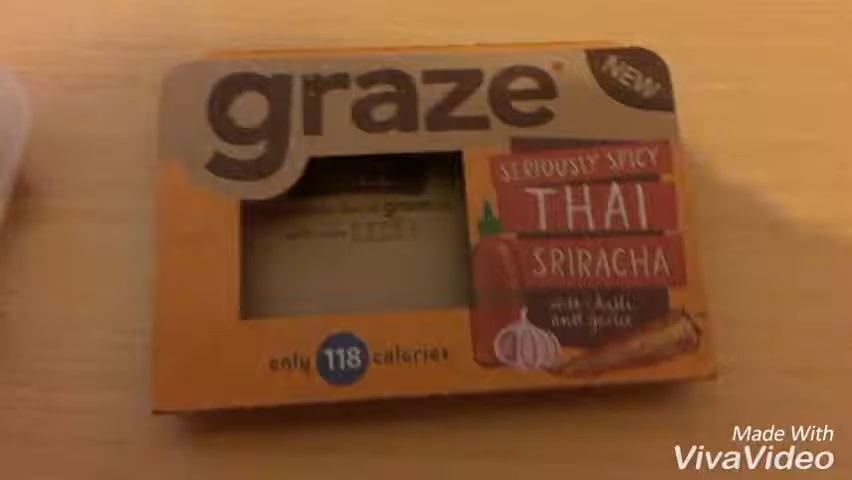 graze
NEW
SERIOUSLY SPICY
THAI
SRIRACHA
with chilli
and garlic
only 118 calories
Made With
VivaVideo